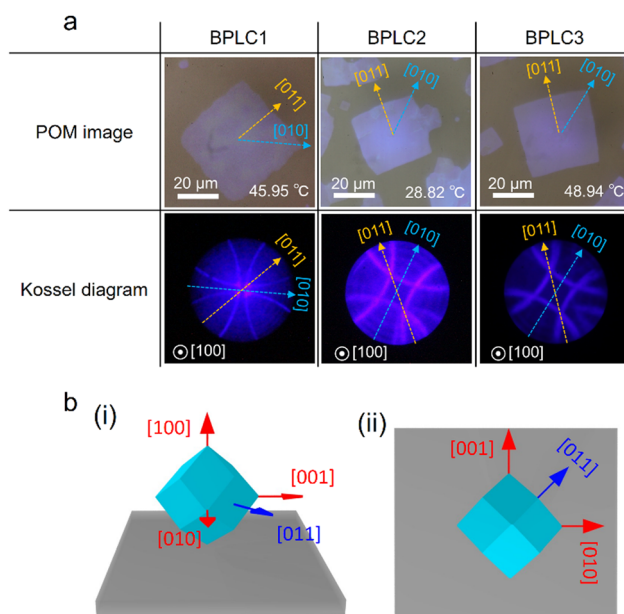 a
BPLC1 BPLC2 BPLC3
POM image
[011]
[010]
20 μm
45.95 ℃
[011]
[010]
20 μm
28.82 ℃
[011]
[010]
20 μm
48.94 ℃
Kossel diagram
[011]
[010]
[100]
[011]
[010]
[100]
[011]
[010]
[100]
b
(i)
[100]
[001]
[010]
[011]
(ii)
[001]
[011]
[010]